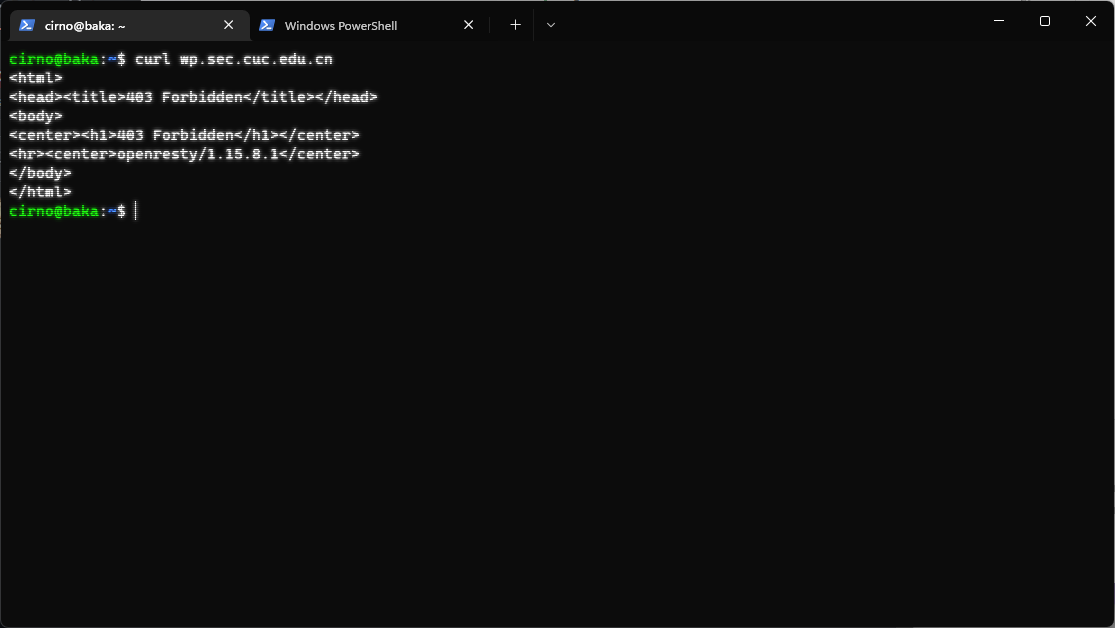 cirno@baka: ~
Windows PowerShell
cirno@baka:~$ curl wp.sec.cuc.edu.cn
<html>
<head><title>403 Forbidden</title></head>
<body>
<center><h1>403 Forbidden</h1></center>
<hr><center>openresty/1.15.8.1</center>
</body>
</html>
cirno@baka:~$